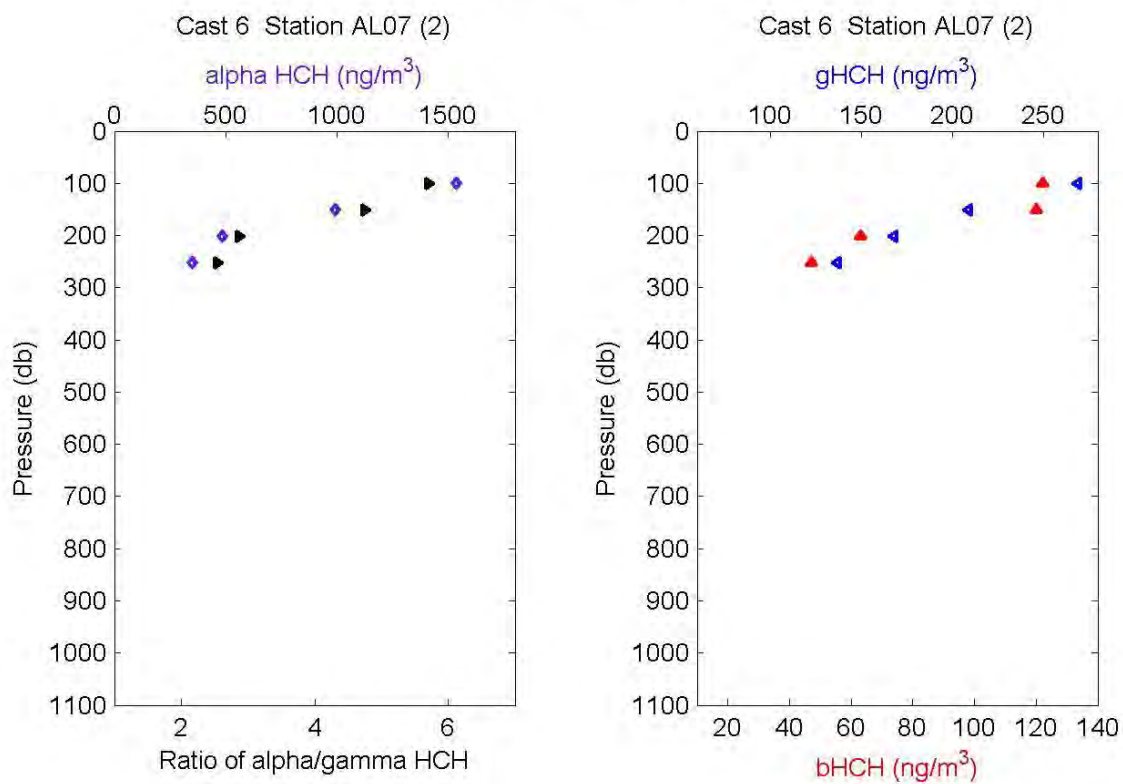 Cast 6  Station AL07 (2)
alpha HCH (ng/m³)
0 500 1000 1500
0
100
200
300
400
500
600
700
800
900
1000
1100
Pressure (db)
2 4 6
Ratio of alpha/gamma HCH
Cast 6  Station AL07 (2)
gHCH (ng/m³)
100 150 200 250
0
100
200
300
400
500
600
700
800
900
1000
1100
Pressure (db)
20 40 60 80 100 120 140
bHCH (ng/m³)